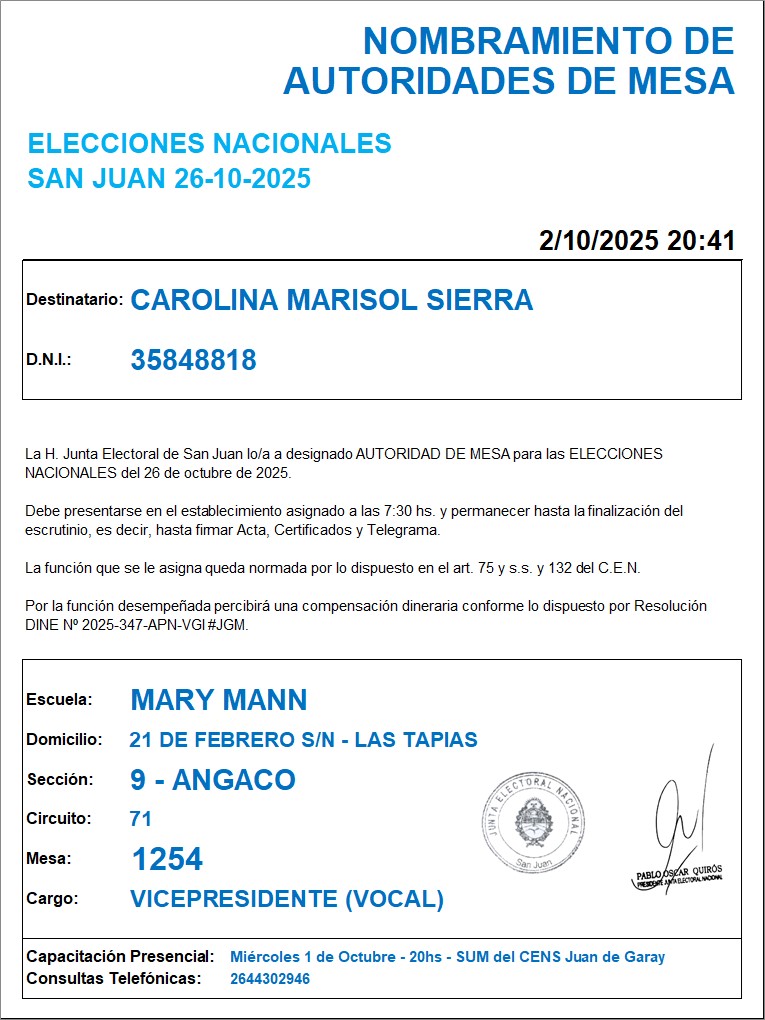 NOMBRAMIENTO DE
AUTORIDADES DE MESA
ELECCIONES NACIONALES
SAN JUAN 26-10-2025
2/10/2025 20:41
Destinatario: CAROLINA MARISOL SIERRA
D.N.I.: 35848818
La H. Junta Electoral de San Juan lo/a a designado AUTORIDAD DE MESA para las ELECCIONES
NACIONALES del 26 de octubre de 2025.
Debe presentarse en el establecimiento asignado a las 7:30 hs. y permanecer hasta la finalización del
escrutinio, es decir, hasta firmar Acta, Certificados y Telegrama.
La función que se le asigna queda normada por lo dispuesto en el art. 75 y s.s. y 132 del C.E.N.
Por la función desempeñada percibirá una compensación dineraria conforme lo dispuesto por Resolución
DINE Nº 2025-347-APN-VGI#JGM.
Escuela: MARY MANN
Domicilio: 21 DE FEBRERO S/N - LAS TAPIAS
Sección: 9 - ANGACO
Circuito: 71
Mesa: 1254
Cargo: VICEPRESIDENTE (VOCAL)
JUNTA ELECTORAL NACIONAL
San Juan
PABLO OSCAR QUIRÓS
PRESIDENTE JUNTA ELECTORAL NACIONAL
Capacitación Presencial: Miércoles 1 de Octubre - 20hs - SUM del CENS Juan de Garay
Consultas Telefónicas: 2644302946